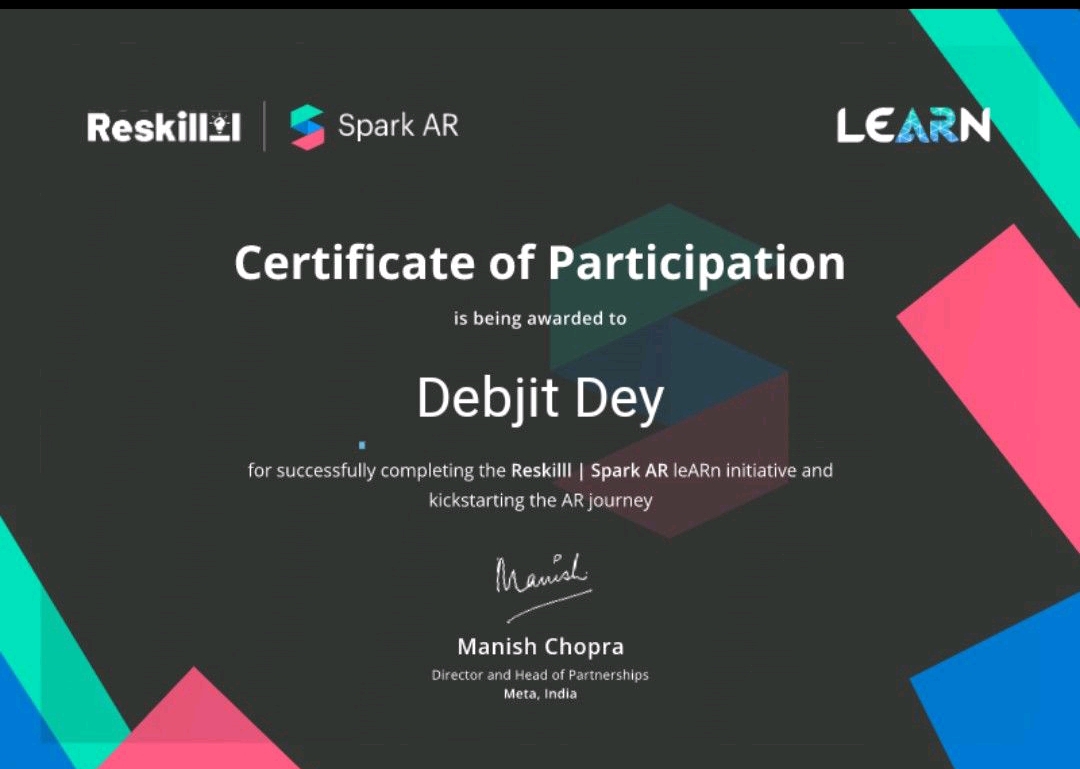 Reskilll
Spark AR
LEARN
Certificate of Participation
is being awarded to
Debjit Dey
for successfully completing the Reskilll | Spark AR leARn initiative and
kickstarting the AR journey
Manish
Manish Chopra
Director and Head of Partnerships
Meta, India